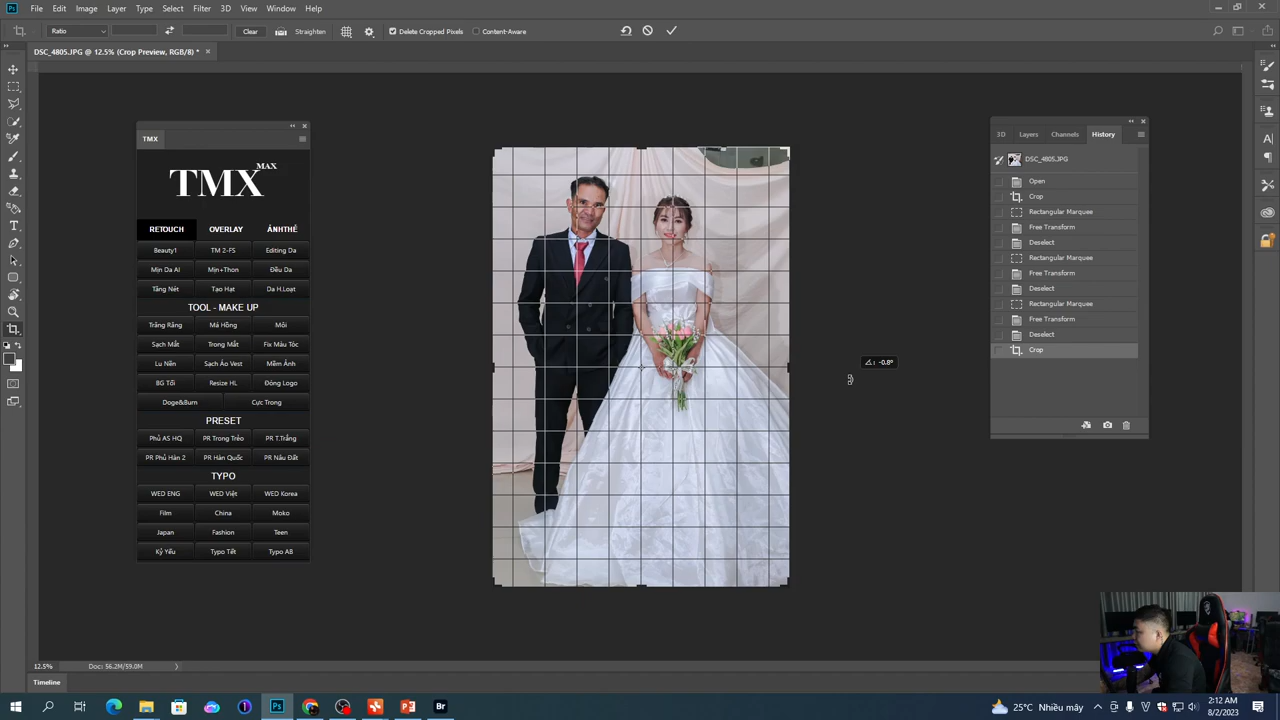 Ps File Edit Image Layer Type Select Filter 3D View Window Help
Ratio Clear Straighten Delete Cropped Pixels Content-Aware
DSC_4805.JPG @ 12.5% (Crop Preview, RGB/8) * ×
TMX
TMX MAX
RETOUCH OVERLAY ẢNHTHẺ
Beauty1 TM 2-FS Editing Da
Mịn Da AI Mịn+Thon Đều Da
Tăng Nét Tạo Hạt Da H.Loạt
TOOL - MAKE UP
Trắng Răng Má Hồng Môi
Sạch Mắt Trong Mắt Fix Màu Tóc
Lu Nền Sạch Áo Vest Mềm Ảnh
BG Tối Resize HL Đóng Logo
Doge&Burn Cực Trong
PRESET
Phủ AS HQ PR Trong Trẻo PR T.Trắng
PR Phủ Hàn 2 PR Hàn Quốc PR Nâu Đất
TYPO
WED ENG WED Việt WED Korea
Film China Moko
Japan Fashion Teen
Kỷ Yếu Typo Tết Typo AB
∡: -0.8°
3D Layers Channels History
DSC_4805.JPG
Open
Crop
Rectangular Marquee
Free Transform
Deselect
Rectangular Marquee
Free Transform
Deselect
Rectangular Marquee
Free Transform
Deselect
Crop
12.5% Doc: 56.2M/59.0M
Timeline
Ps Br
25°C Nhiều mây
2:12 AM
8/2/2023